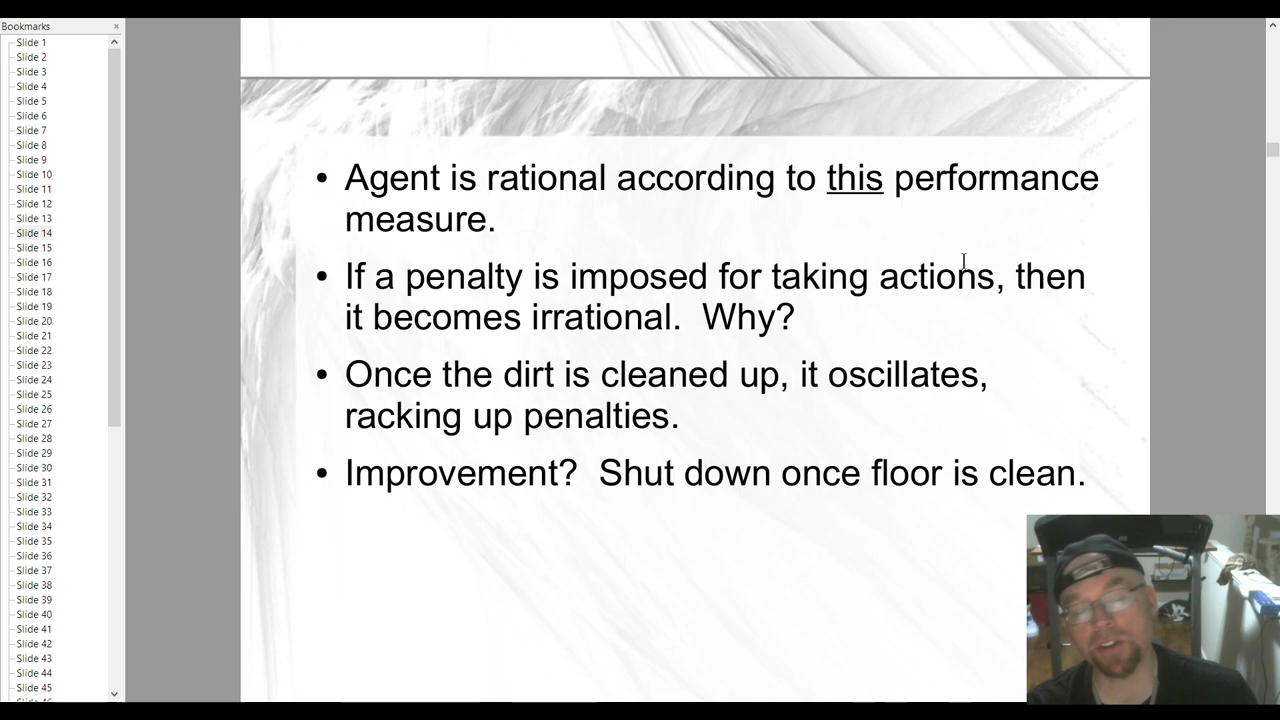 Bookmarks
Slide 1
Slide 2
Slide 3
Slide 4
Slide 5
Slide 6
Slide 7
Slide 8
Slide 9
Slide 10
Slide 11
Slide 12
Slide 13
Slide 14
Slide 15
Slide 16
Slide 17
Slide 18
Slide 19
Slide 20
Slide 21
Slide 22
Slide 23
Slide 24
Slide 25
Slide 26
Slide 27
Slide 28
Slide 29
Slide 30
Slide 31
Slide 32
Slide 33
Slide 34
Slide 35
Slide 36
Slide 37
Slide 38
Slide 39
Slide 40
Slide 41
Slide 42
Slide 43
Slide 44
Slide 45
• Agent is rational according to this performance
measure.
• If a penalty is imposed for taking actions, then
it becomes irrational. Why?
• Once the dirt is cleaned up, it oscillates,
racking up penalties.
• Improvement? Shut down once floor is clean.